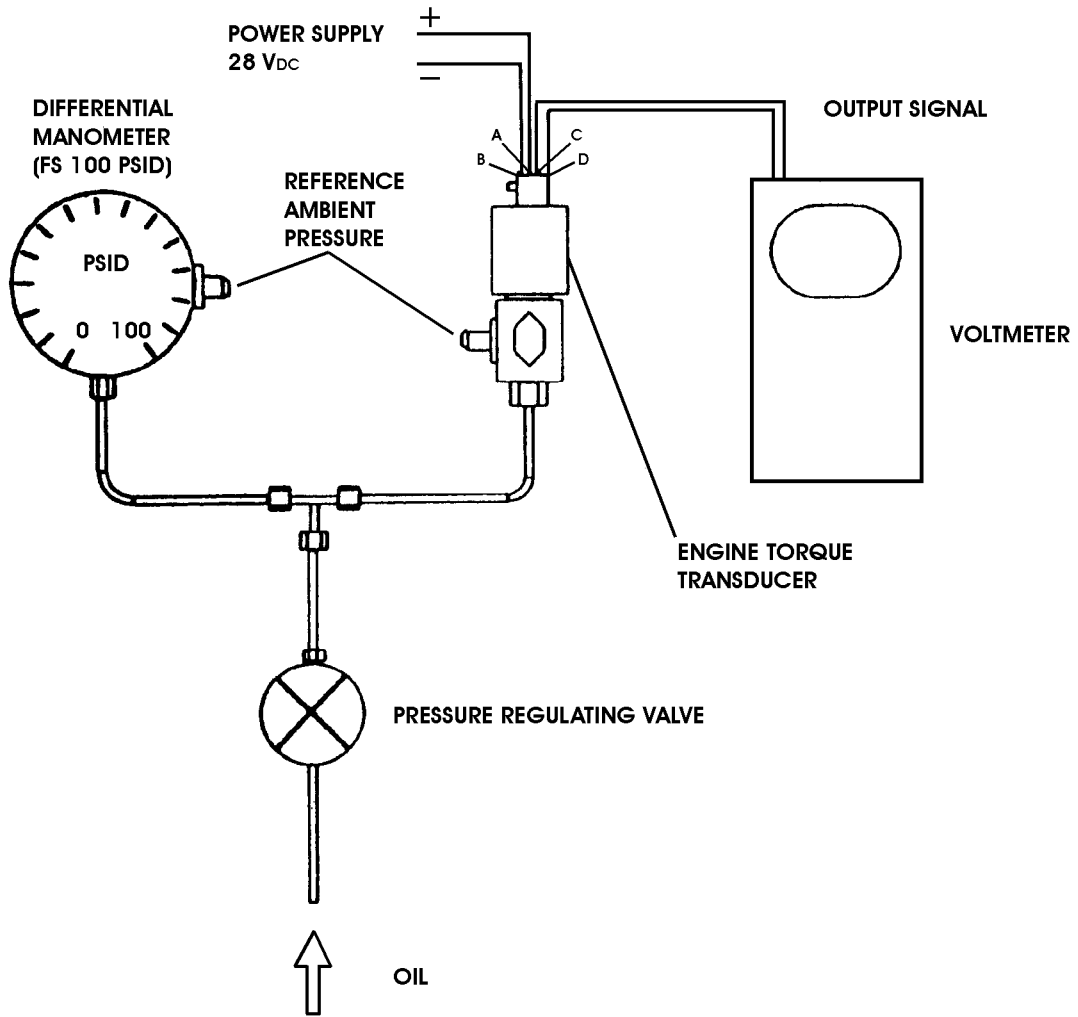 +
POWER SUPPLY
28 VDC
−
DIFFERENTIAL
MANOMETER
(FS 100 PSID)
OUTPUT SIGNAL
A
C
B
D
REFERENCE
AMBIENT
PRESSURE
PSID
0 100
VOLTMETER
ENGINE TORQUE
TRANSDUCER
PRESSURE REGULATING VALVE
OIL